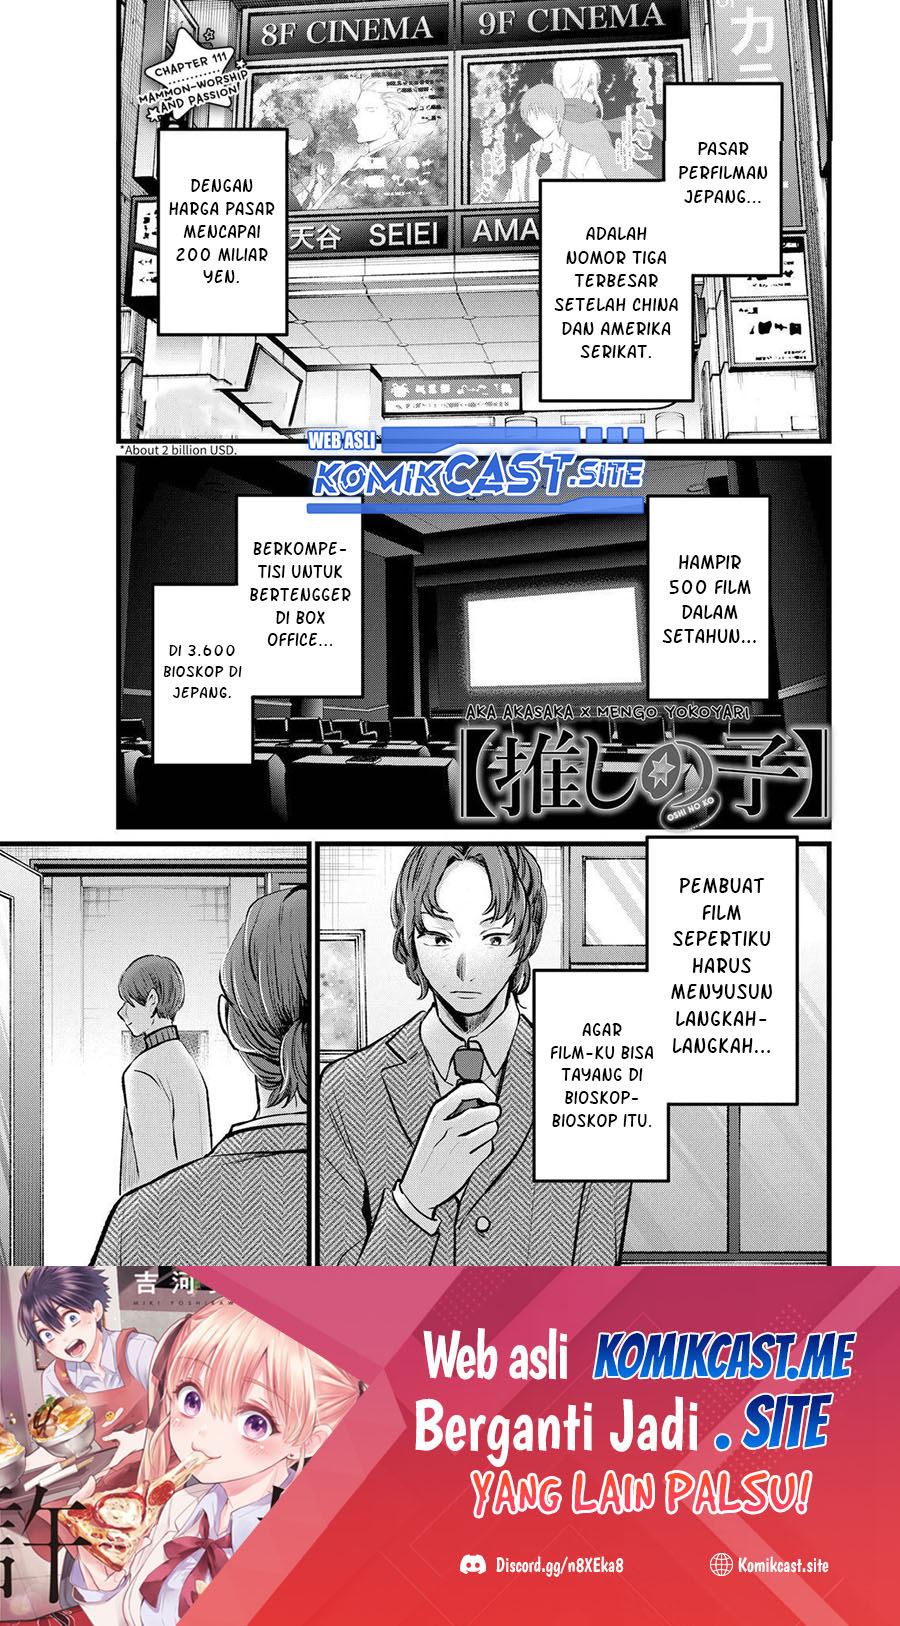 8F CINEMA
9F CINEMA
CHAPTER 111
MAMMON-WORSHIP
AND PASSION!
カ
PASAR
PERFILMAN
JEPANG...
ADALAH
NOMOR TIGA
TERBESAR
SETELAH CHINA
DAN AMERIKA
SERIKAT.
DENGAN
HARGA PASAR
MENCAPAI
200 MILIAR
YEN.
天谷 SEIEI
AMA
*About 2 billion USD.
WEB ASLI
KOMIKCAST.SITE
HAMPIR
500 FILM
DALAM
SETAHUN...
BERKOMPE-
TISI UNTUK
BERTENGGER
DI BOX
OFFICE...
DI 3.600
BIOSKOP DI
JEPANG.
AKA AKASAKA x MENGO YOKOYARI
【推しの子】
OSHI NO KO
PEMBUAT
FILM
SEPERTIKU
HARUS
MENYUSUN
LANGKAH-
LANGKAH...
AGAR
FILM-KU BISA
TAYANG DI
BIOSKOP-
BIOSKOP ITU.
吉河
MIKI YOSHIKAW
許
Web asli KOMIKCAST.ME
Berganti Jadi .SITE
YANG LAIN PALSU!
Discord.gg/n8XEka8
Komikcast.site